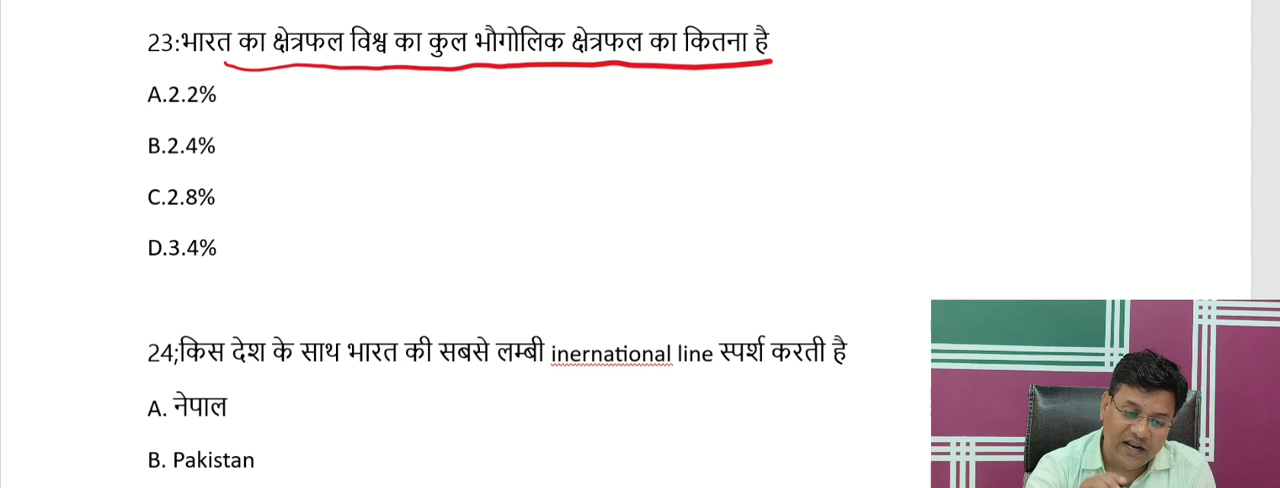 23:भारत का क्षेत्रफल विश्व का कुल भौगोलिक क्षेत्रफल का कितना है
A.2.2%
B.2.4%
C.2.8%
D.3.4%
24;किस देश के साथ भारत की सबसे लम्बी inernational line स्पर्श करती है
A. नेपाल
B. Pakistan